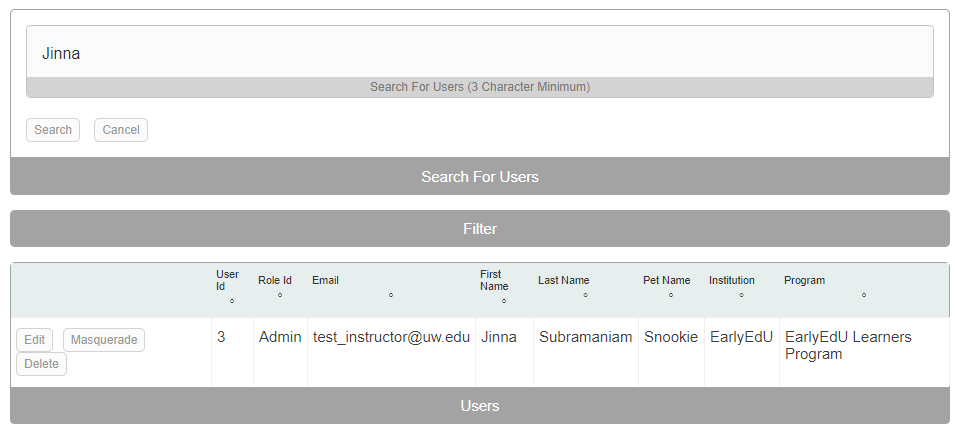 Jinna
Search For Users (3 Character Minimum)
Search Cancel
Search For Users
Filter
User Id Role Id Email First Name Last Name Pet Name Institution Program
Edit Masquerade Delete 3 Admin test_instructor@uw.edu Jinna Subramaniam Snookie EarlyEdU EarlyEdU Learners Program
Users